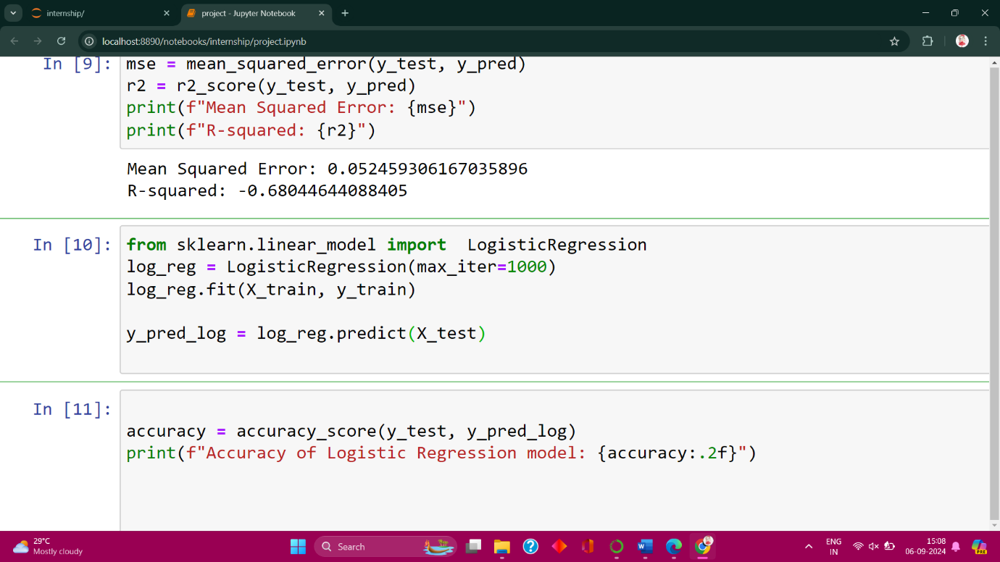 internship/
project - Jupyter Notebook
localhost:8890/notebooks/internship/project.ipynb
In [9]:
mse = mean_squared_error(y_test, y_pred)
r2 = r2_score(y_test, y_pred)
print(f"Mean Squared Error: {mse}")
print(f"R-squared: {r2}")
Mean Squared Error: 0.052459306167035896
R-squared: -0.68044644088405
In [10]:
from sklearn.linear_model import  LogisticRegression
log_reg = LogisticRegression(max_iter=1000)
log_reg.fit(X_train, y_train)
y_pred_log = log_reg.predict(X_test)
In [11]:
accuracy = accuracy_score(y_test, y_pred_log)
print(f"Accuracy of Logistic Regression model: {accuracy:.2f}")
29°C
Mostly cloudy
Search
ENG
IN
15:08
06-09-2024
PRE